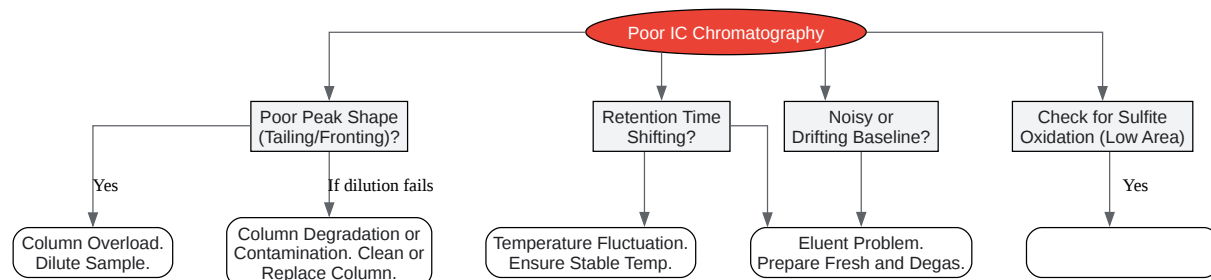 Poor IC Chromatography
Poor Peak Shape
(Tailing/Fronting)?
Retention Time
Shifting?
Noisy or
Drifting Baseline?
Check for Sulfite
Oxidation (Low Area)
Yes
If dilution fails
Yes
Column Overload.
Dilute Sample.
Column Degradation or
Contamination. Clean or
Replace Column.
Temperature Fluctuation.
Ensure Stable Temp.
Eluent Problem.
Prepare Fresh and Degas.